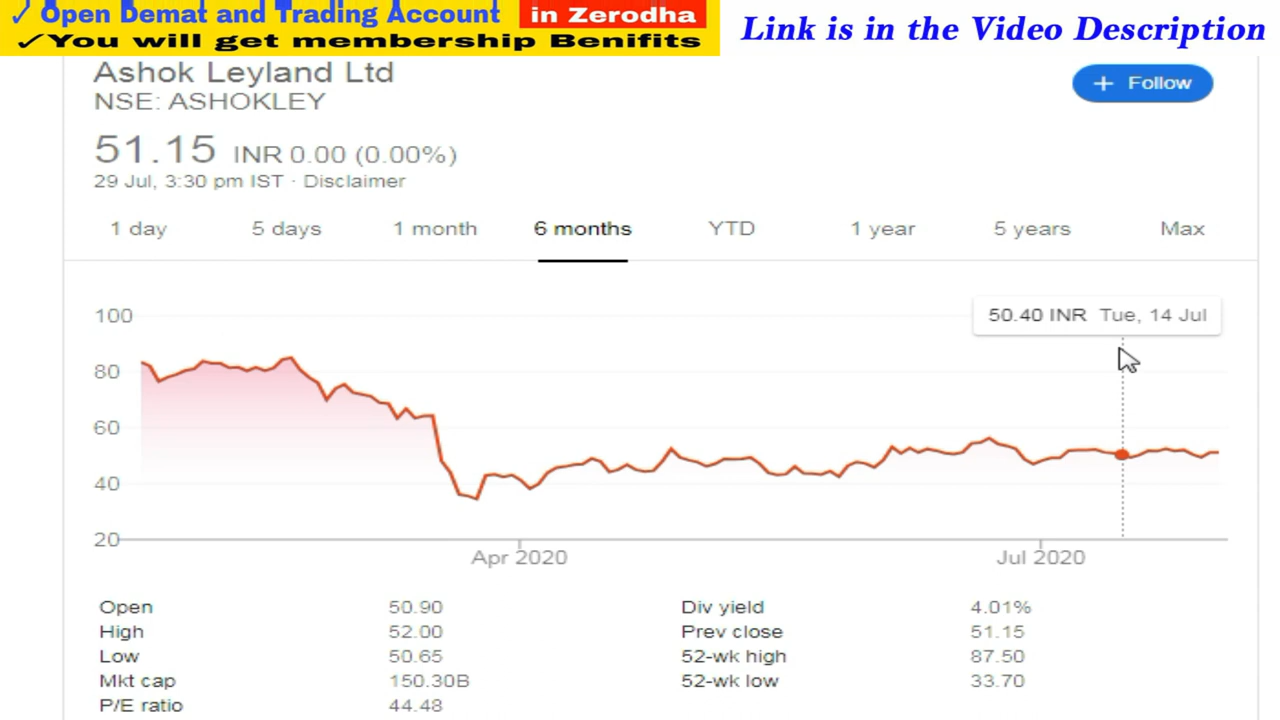 ✓ Open Demat and Trading Account in Zerodha
✓You will get membership Benifits
Link is in the Video Description
Ashok Leyland Ltd
NSE: ASHOKLEY
+ Follow
51.15 INR 0.00 (0.00%)
29 Jul, 3:30 pm IST · Disclaimer
1 day 5 days 1 month 6 months YTD 1 year 5 years Max
50.40 INR Tue, 14 Jul
100
80
60
40
20
Apr 2020 Jul 2020
Open 50.90 Div yield 4.01%
High 52.00 Prev close 51.15
Low 50.65 52-wk high 87.50
Mkt cap 150.30B 52-wk low 33.70
P/E ratio 44.48